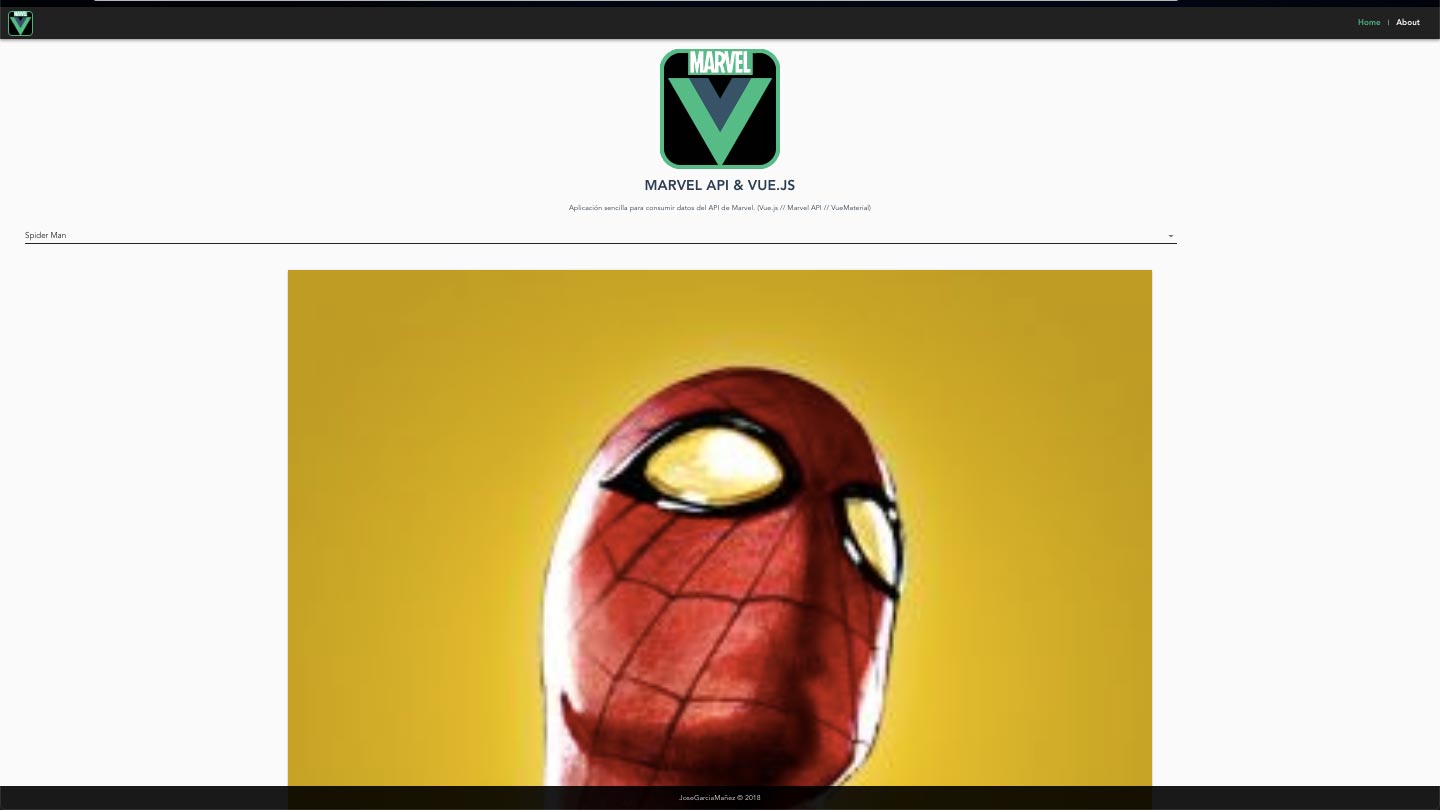 MARVEL
Home | About
MARVEL
MARVEL API & VUE.JS
Aplicación sencilla para consumir datos del API de Marvel. (Vue.js // Marvel API // VueMaterial)
Spider Man
JoseGarciaMañez © 2018